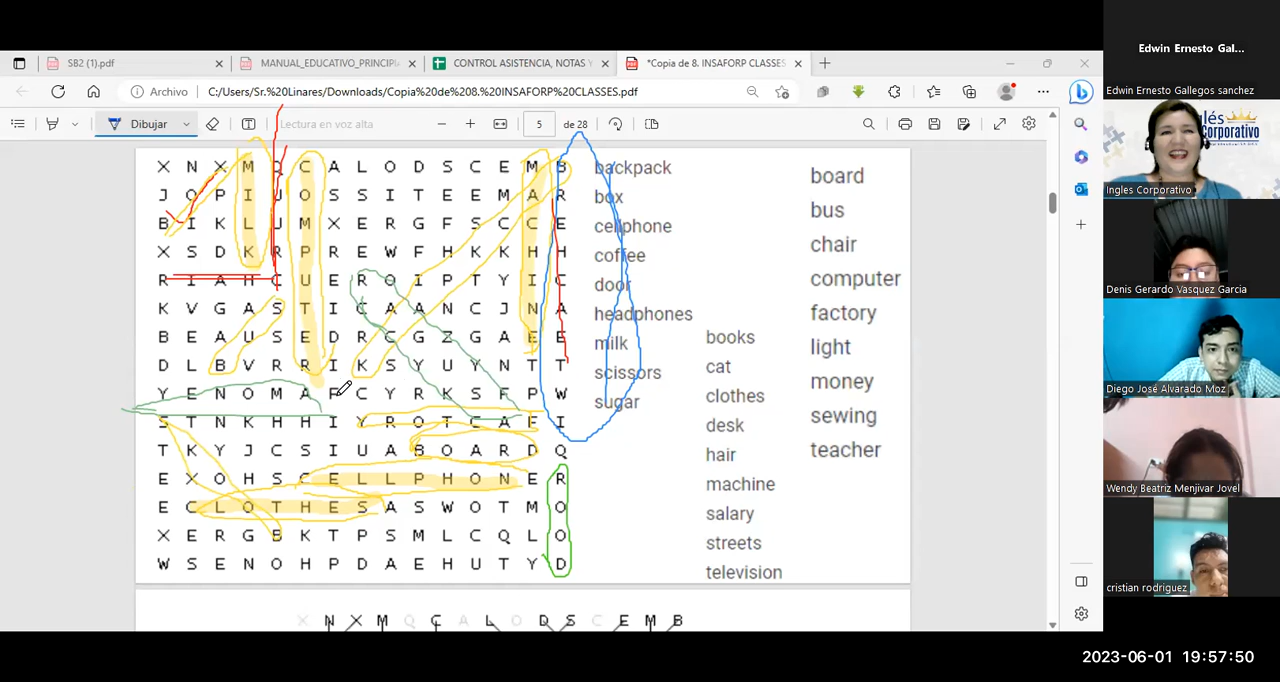 SB2 (1).pdf
MANUAL_EDUCATIVO_PRINCIPI
CONTROL ASISTENCIA, NOTAS Y
*Copia de 8. INSAFORP CLASSES.pdf
Archivo
C:/Users/Sr.%20Linares/Downloads/Copia%20de%208.%20INSAFORP%20CLASSES.pdf
Dibujar
Lectura en voz alta
5
de 28
X N X M Q C A L O D S C E M B
J O P I J O S S I T E E M A R
B I K L U M X E R G F S C C E
X S D K R P R E W F H K K H H
R I A H C U E R O I P T Y I C
K V G A S T I C A A N C J N A
B E A U S E D R C G Z G A E E
D L B V R R I K S Y U Y N T T
Y E N O M A F C Y R K S F P W
S T N K H H I Y R O T C A F I
T K Y J C S I U A B O A R D Q
E X O H S C E L L P H O N E R
E C L O T H E S A S W O T M O
X E R G B K T P S M L C Q L O
W S E N O H P D A E H U T Y D
backpack
box
cellphone
coffee
door
headphones
milk
scissors
sugar
books
cat
clothes
desk
hair
machine
salary
streets
television
board
bus
chair
computer
factory
light
money
sewing
teacher
X N X M Q C A L O D S C E M B
Edwin Ernesto Gal...
Edwin Ernesto Gallegos sanchez
Inglés
Corporativo
Ingles Corporativo
Denis Gerardo Vasquez Garcia
Diego José Alvarado Moz
Wendy Beatriz Menjivar Jovel
cristian rodriguez
2023-06-01 19:57:50